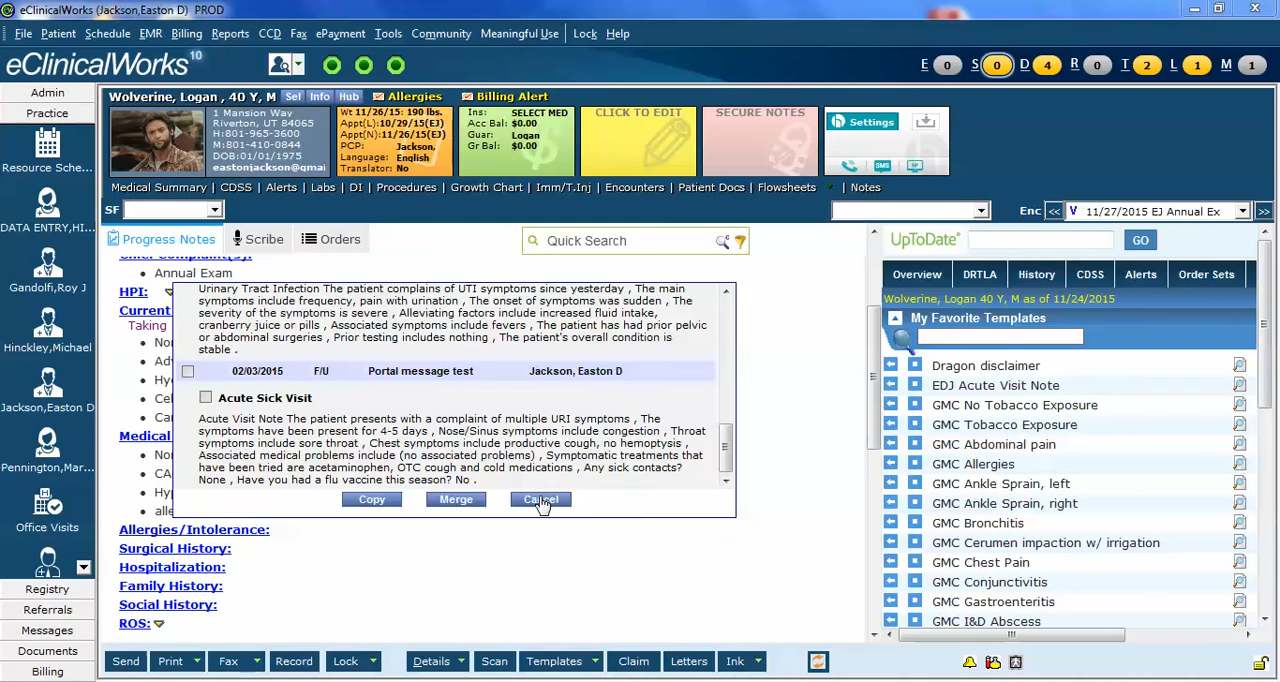 eClinicalWorks (Jackson,Easton D) PROD
File Patient Schedule EMR Billing Reports CCD Fax ePayment Tools Community Meaningful Use Lock Help
eClinicalWorks 10 E 0 S 0 D 4 R 0 T 2 L 1 M 1
Admin
Practice
Resource Sche...
DATA ENTRY,HI...
Gandolfi,Roy J
Hinckley,Michael
Jackson,Easton D
Pennington,Mar...
Office Visits
Registry
Referrals
Messages
Documents
Billing
Wolverine, Logan , 40 Y, M Sel Info Hub Allergies Billing Alert
1 Mansion Way
Riverton, UT 84065
H:801-965-3600
M:801-410-0844
DOB:01/01/1975
eastonjackson@gmai
Wt 11/26/15: 190 lbs.
Appt(L):10/29/15(EJ)
Appt(N):11/26/15(EJ)
PCP: Jackson,
Language: English
Translator: No
Ins: SELECT MED
Acc Bal: $0.00
Guar: Logan
Gr Bal: $0.00
CLICK TO EDIT
SECURE NOTES
h Settings
SMS
Medical Summary | CDSS | Alerts | Labs | DI | Procedures | Growth Chart | Imm/T.Inj | Encounters | Patient Docs | Flowsheets | Notes
SF Enc << V 11/27/2015 EJ Annual Ex >>
Progress Notes Scribe Orders Quick Search
Chief Complaint(s):
• Annual Exam
HPI:
Current
Taking
Medical
Urinary Tract Infection The patient complains of UTI symptoms since yesterday , The main
symptoms include frequency, pain with urination , The onset of symptoms was sudden , The
severity of the symptoms is severe , Alleviating factors include increased fluid intake,
cranberry juice or pills , Associated symptoms include fevers , The patient has had prior pelvic
or abdominal surgeries , Prior testing includes nothing , The patient's overall condition is
stable .
02/03/2015 F/U Portal message test Jackson, Easton D
Acute Sick Visit
Acute Visit Note The patient presents with a complaint of multiple URI symptoms , The
symptoms have been present for 4-5 days , Nose/Sinus symptoms include congestion , Throat
symptoms include sore throat , Chest symptoms include productive cough, no hemoptysis ,
Associated medical problems include (no associated problems) , Symptomatic treatments that
have been tried are acetaminophen, OTC cough and cold medications , Any sick contacts?
None , Have you had a flu vaccine this season? No .
Copy Merge Cancel
Allergies/Intolerance:
Surgical History:
Hospitalization:
Family History:
Social History:
ROS:
UpToDate GO
Overview DRTLA History CDSS Alerts Order Sets
Wolverine, Logan 40 Y, M as of 11/24/2015
My Favorite Templates
Dragon disclaimer
EDJ Acute Visit Note
GMC No Tobacco Exposure
GMC Tobacco Exposure
GMC Abdominal pain
GMC Allergies
GMC Ankle Sprain, left
GMC Ankle Sprain, right
GMC Bronchitis
GMC Cerumen impaction w/ irrigation
GMC Chest Pain
GMC Conjunctivitis
GMC Gastroenteritis
GMC I&D Abscess
Send Print Fax Record Lock Details Scan Templates Claim Letters Ink